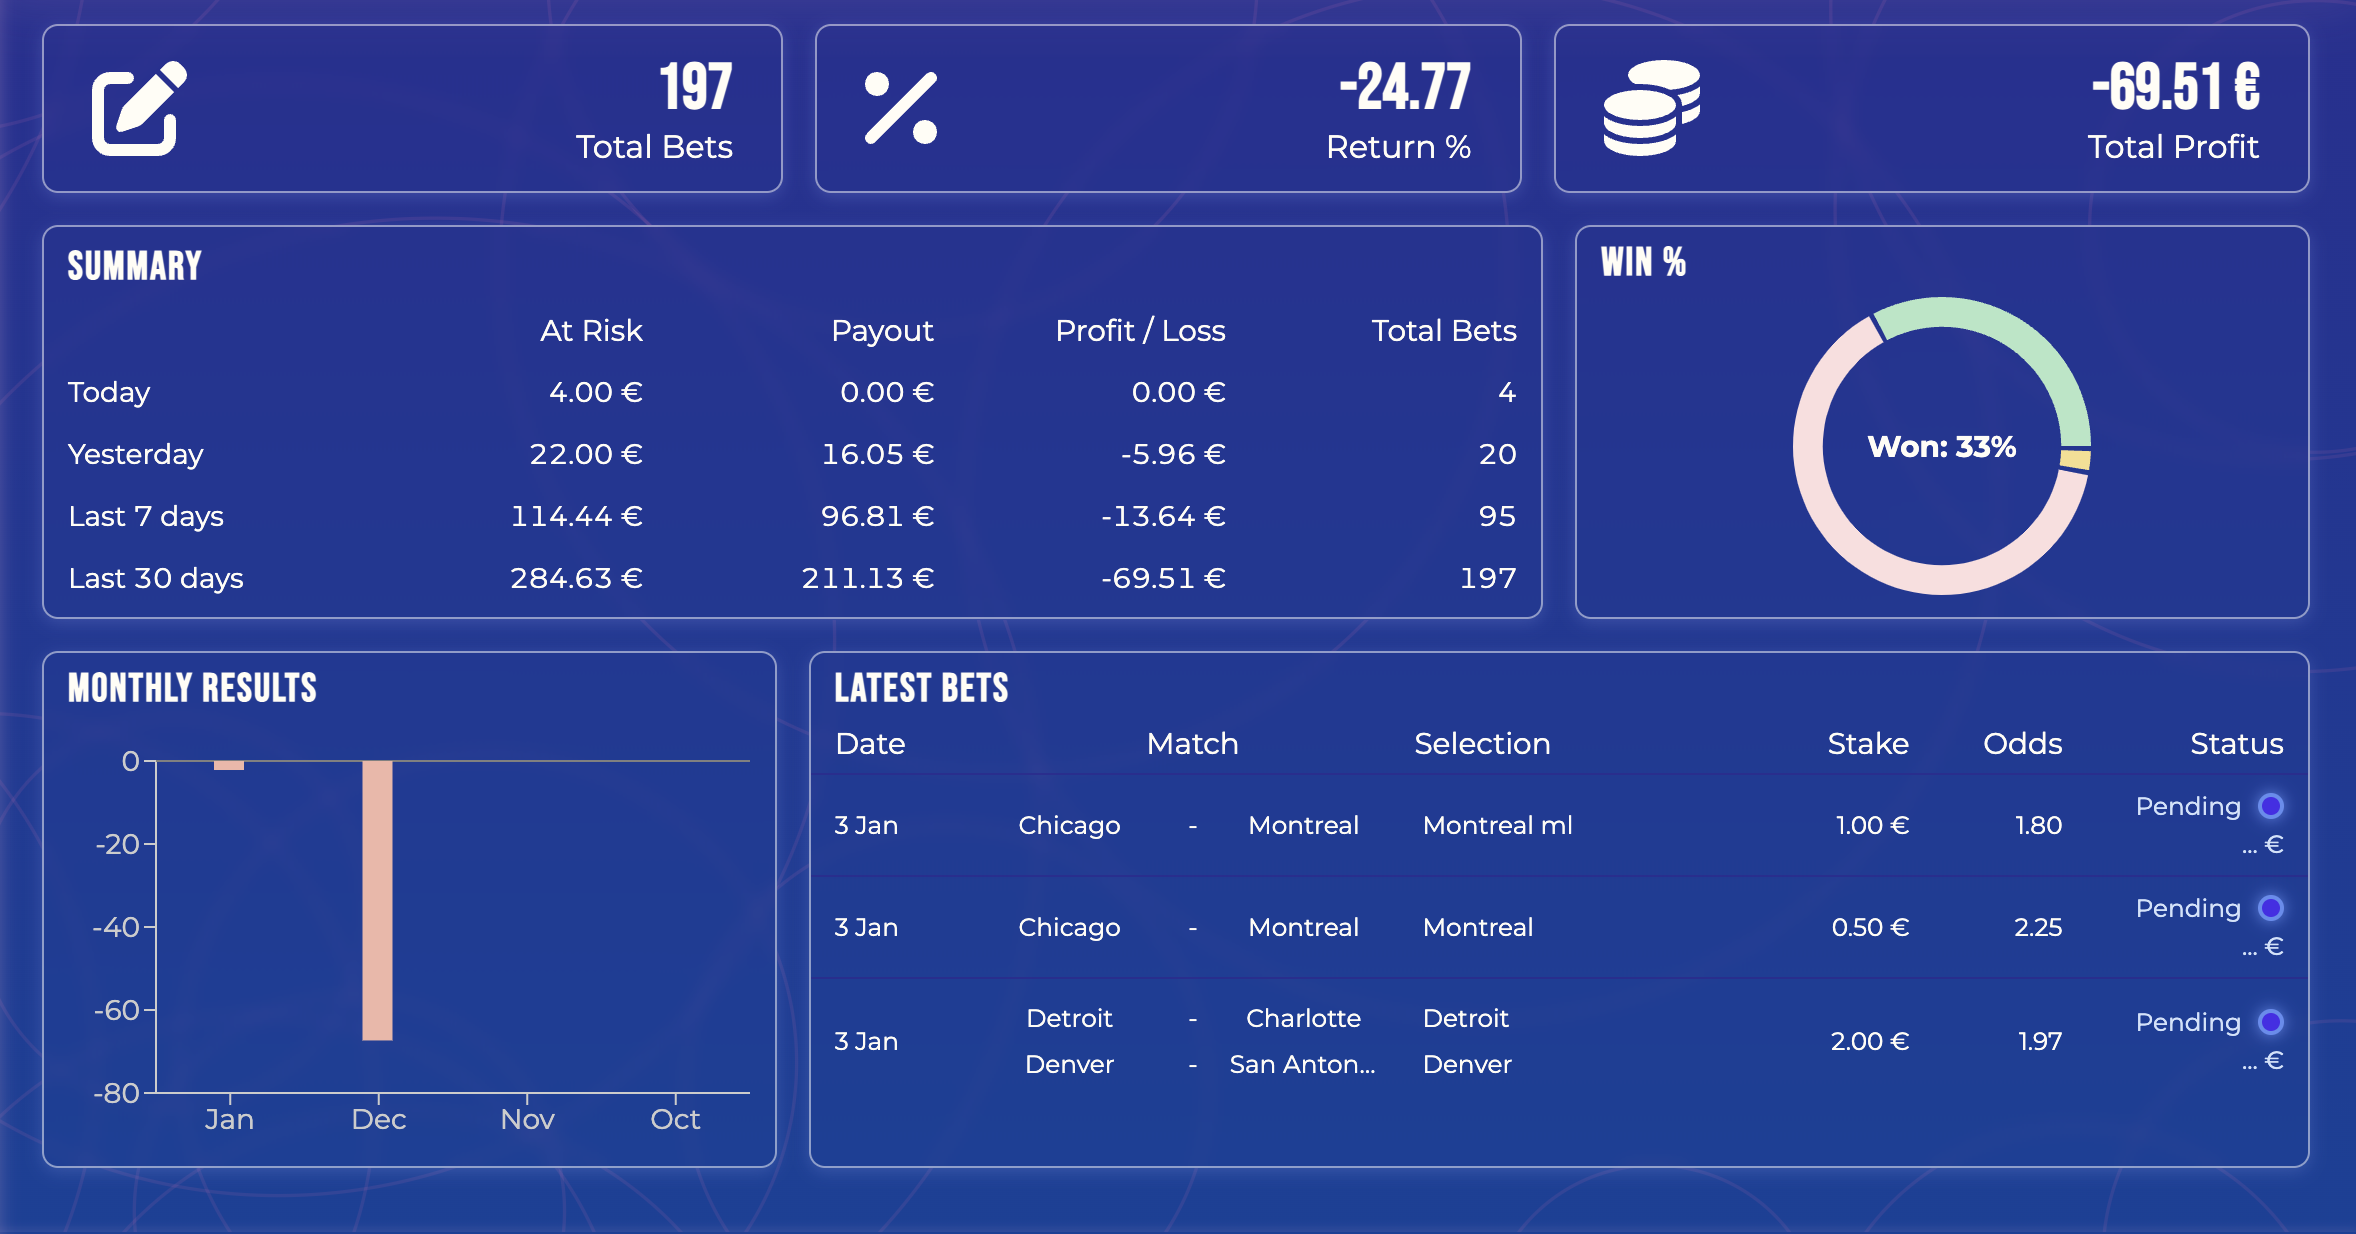 197
Total Bets
-24.77
Return %
-69.51 €
Total Profit
SUMMARY
At Risk Payout Profit / Loss Total Bets
Today 4.00 € 0.00 € 0.00 € 4
Yesterday 22.00 € 16.05 € -5.96 € 20
Last 7 days 114.44 € 96.81 € -13.64 € 95
Last 30 days 284.63 € 211.13 € -69.51 € 197
WIN %
Won: 33%
MONTHLY RESULTS
0
-20
-40
-60
-80
Jan Dec Nov Oct
LATEST BETS
Date Match Selection Stake Odds Status
3 Jan Chicago - Montreal Montreal ml 1.00 € 1.80 Pending
... €
3 Jan Chicago - Montreal Montreal 0.50 € 2.25 Pending
... €
Detroit - Charlotte Detroit Pending
3 Jan 2.00 € 1.97
Denver - San Anton... Denver ... €